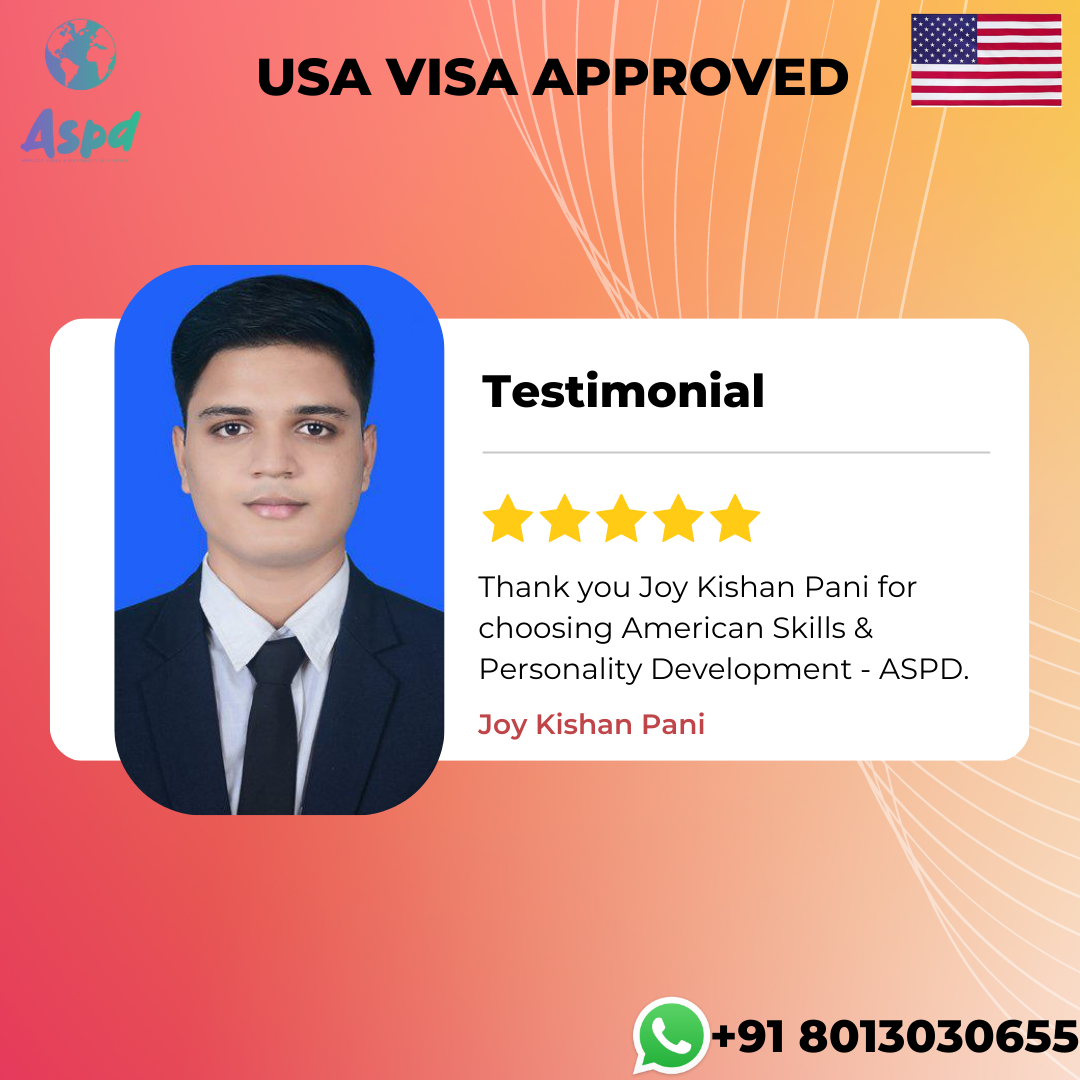 Aspd
USA VISA APPROVED
Testimonial
Thank you Joy Kishan Pani for
choosing American Skills &
Personality Development - ASPD.
Joy Kishan Pani
+91 8013030655